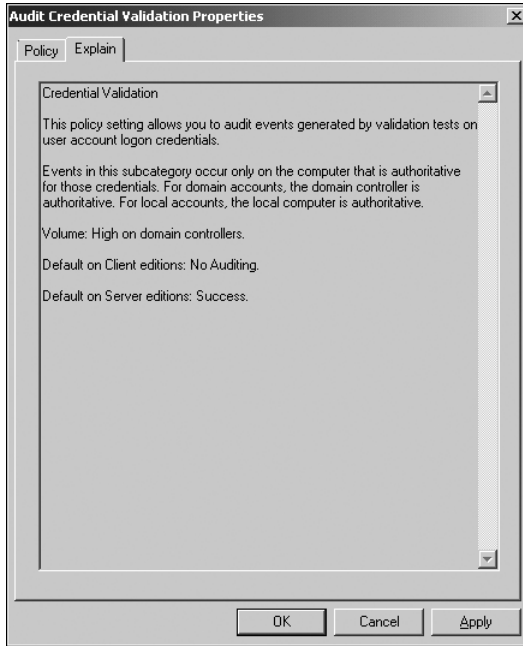 Audit Credential Validation Properties
Policy
Explain
Credential Validation
This policy setting allows you to audit events generated by validation tests on
user account logon credentials.
Events in this subcategory occur only on the computer that is authoritative
for those credentials. For domain accounts, the domain controller is
authoritative. For local accounts, the local computer is authoritative.
Volume: High on domain controllers.
Default on Client editions: No Auditing.
Default on Server editions: Success.
OK
Cancel
Apply